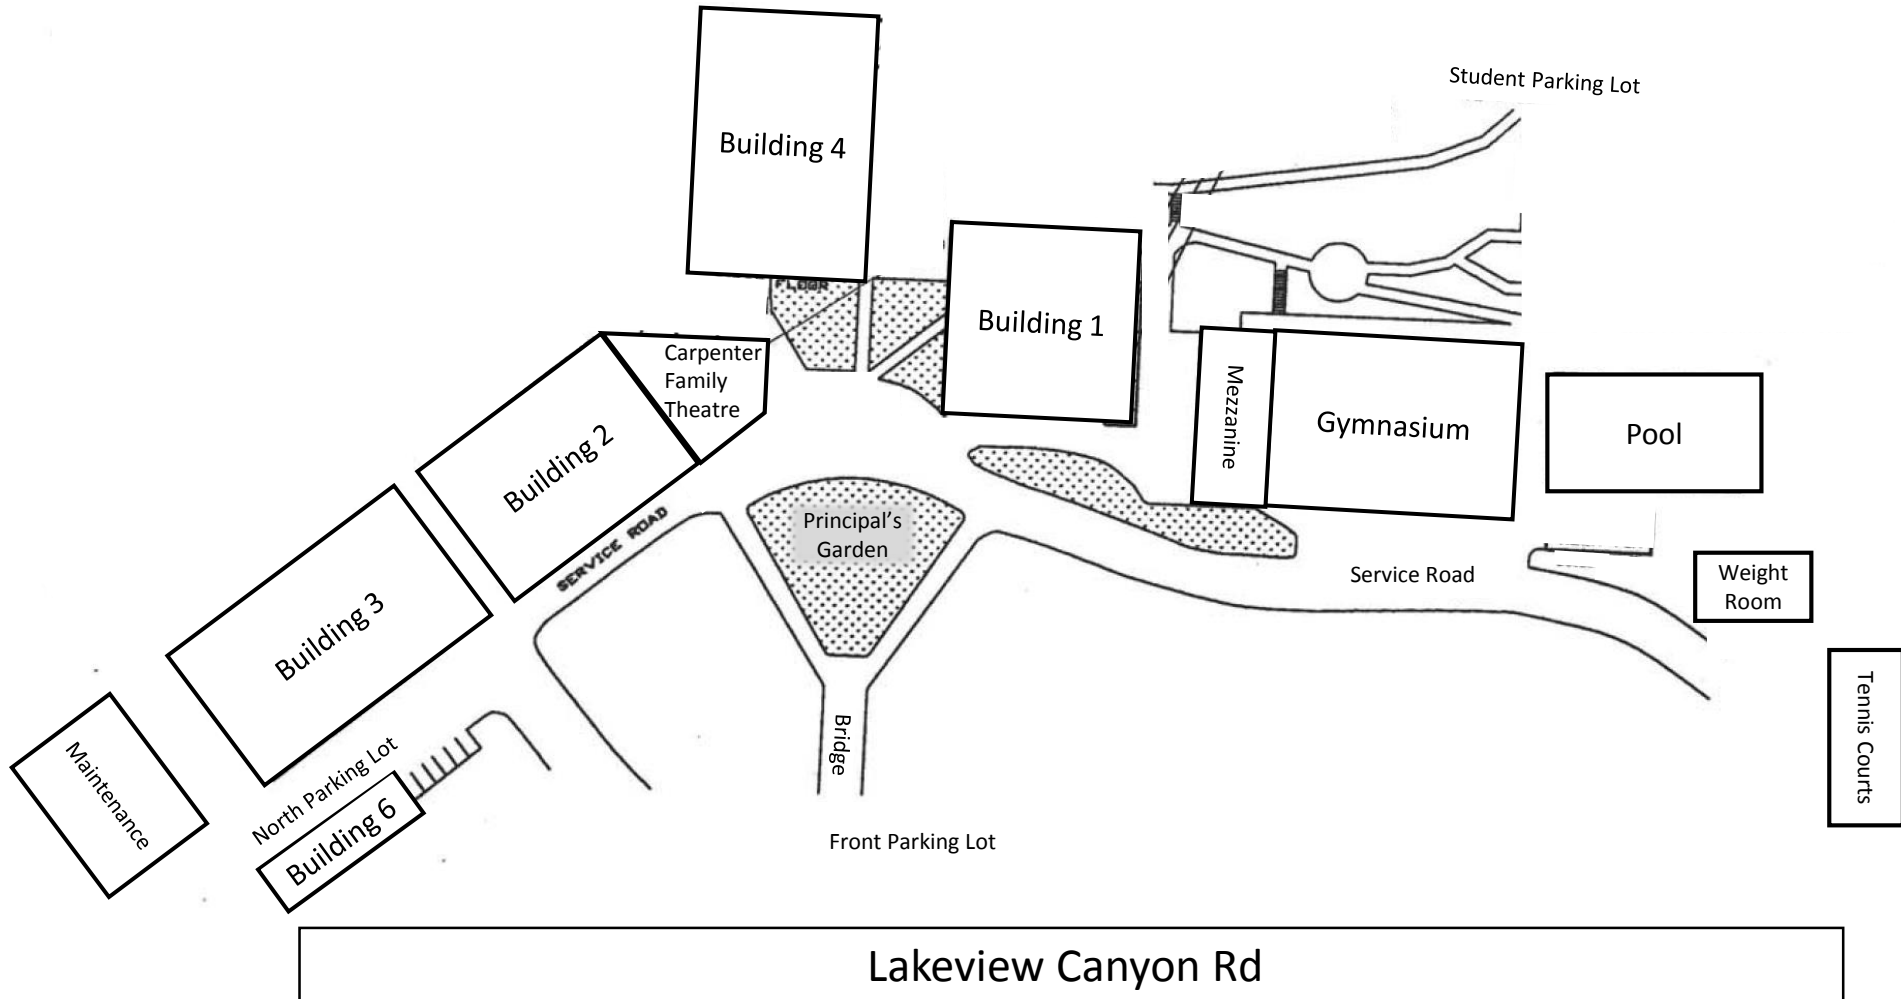 Student Parking Lot
Building 4
FLOOR
Building 1
Carpenter
Family
Theatre
Mezzanine
Gymnasium
Pool
Building 2
SERVICE ROAD
Principal's
Garden
Service Road
Weight
Room
Building 3
Tennis Courts
Maintenance
North Parking Lot
Bridge
Building 6
Front Parking Lot
Lakeview Canyon Rd